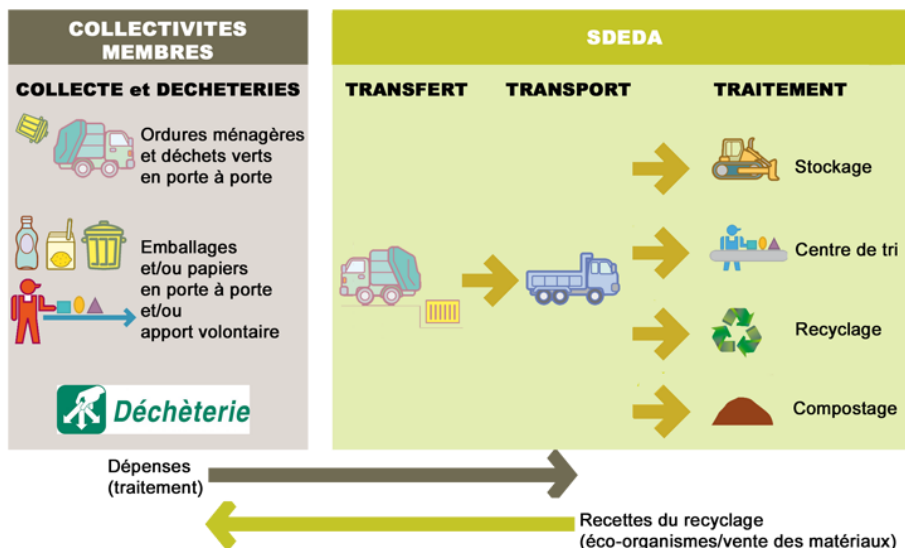 COLLECTIVITES
MEMBRES
COLLECTE et DECHETERIES
Ordures ménagères
et déchets verts
en porte à porte
Emballages
et/ou papiers
en porte à porte
et/ou
apport volontaire
Déchèterie
SDEDA
TRANSFERT
TRANSPORT
TRAITEMENT
Stockage
Centre de tri
Recyclage
Compostage
Dépenses
(traitement)
Recettes du recyclage
(éco-organismes/vente des matériaux)